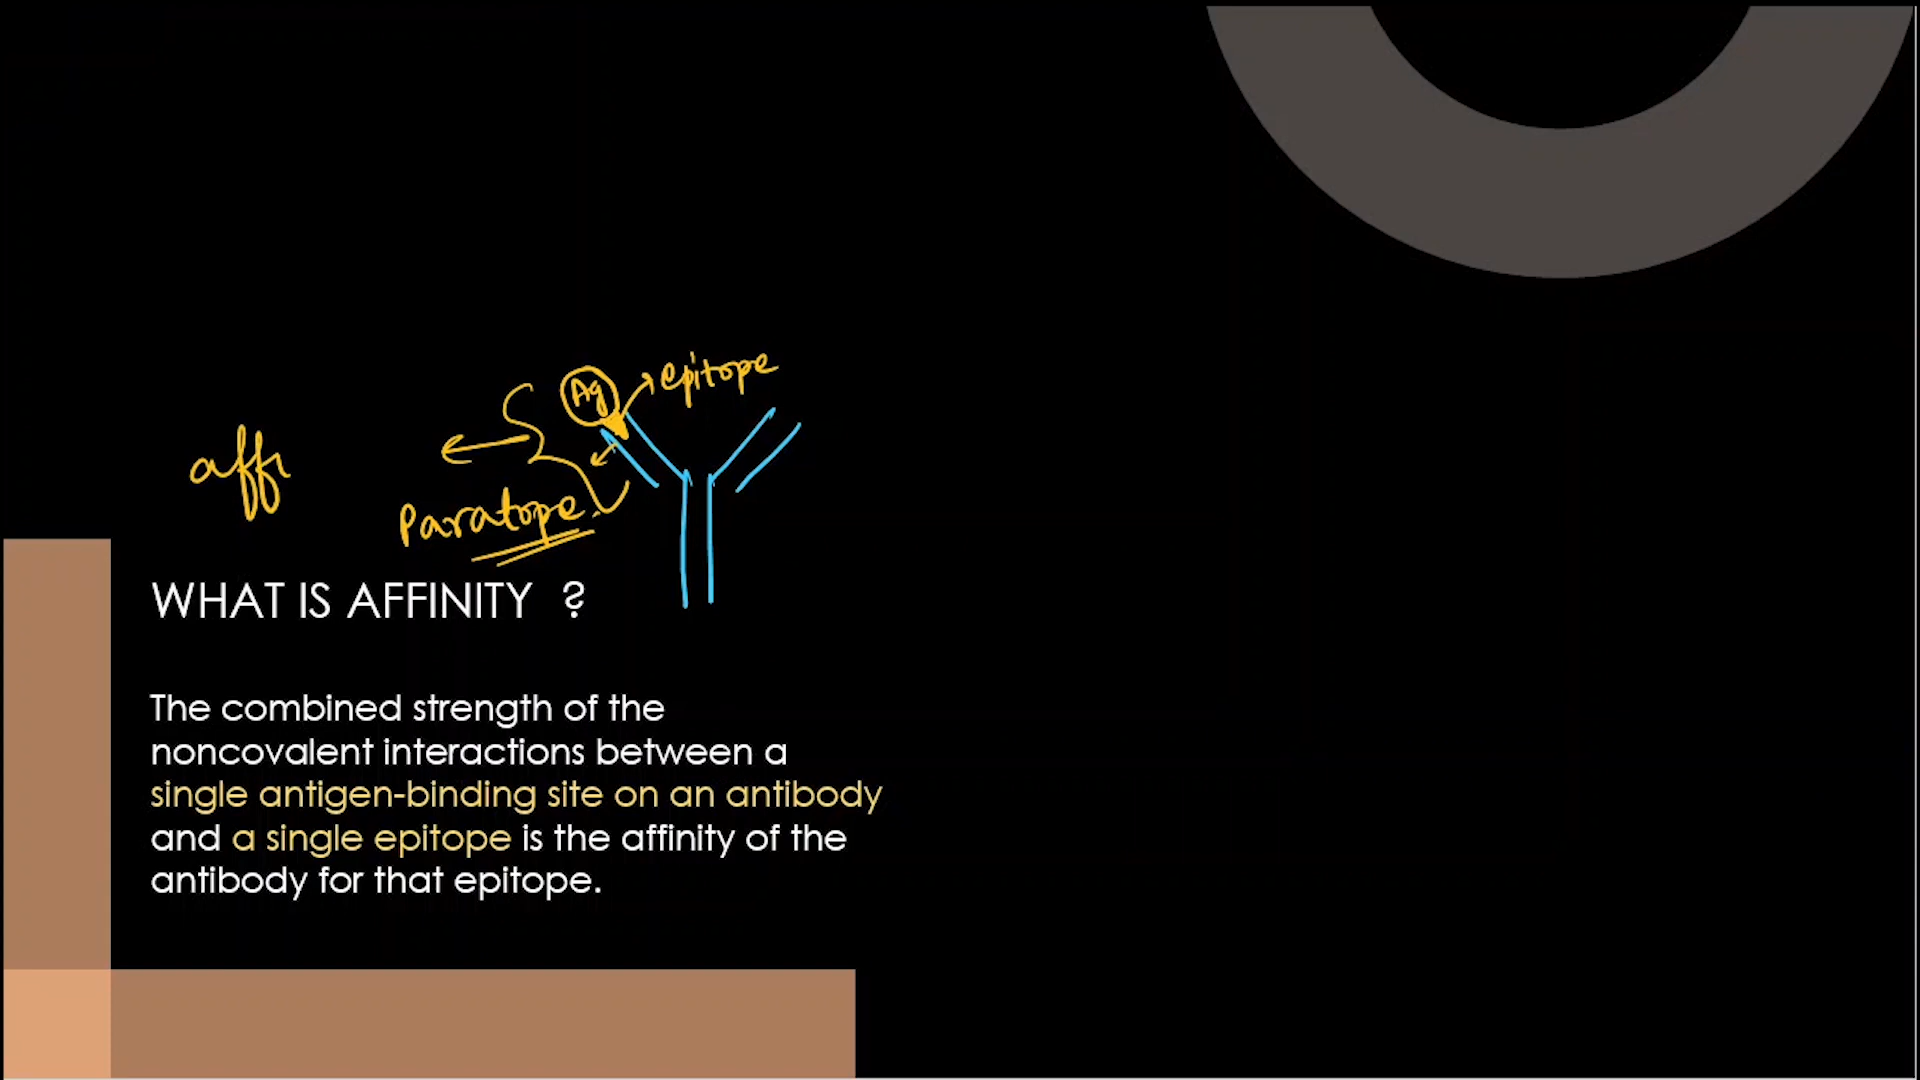 Ag
epitope
affi
Paratope
WHAT IS AFFINITY ?
The combined strength of the
noncovalent interactions between a
single antigen-binding site on an antibody
and a single epitope is the affinity of the
antibody for that epitope.